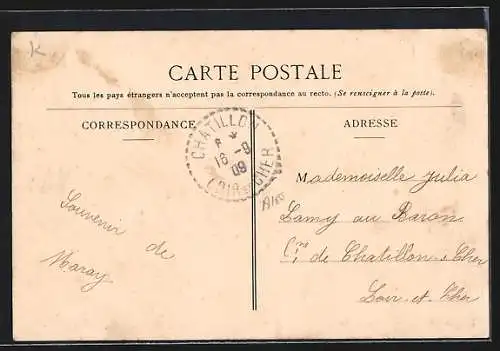 CARTE POSTALE
Tous les pays étrangers n'acceptent pas la correspondance au recto. (Se renseigner à la poste).
CORRESPONDANCE
ADRESSE
CHATILLON
16 -9
09
LOIR-ET-CHER
Mademoiselle Julia
Lamy au Baron
Cne de Chatillon s Cher
Loir et Cher
Souvenir
de
Maray